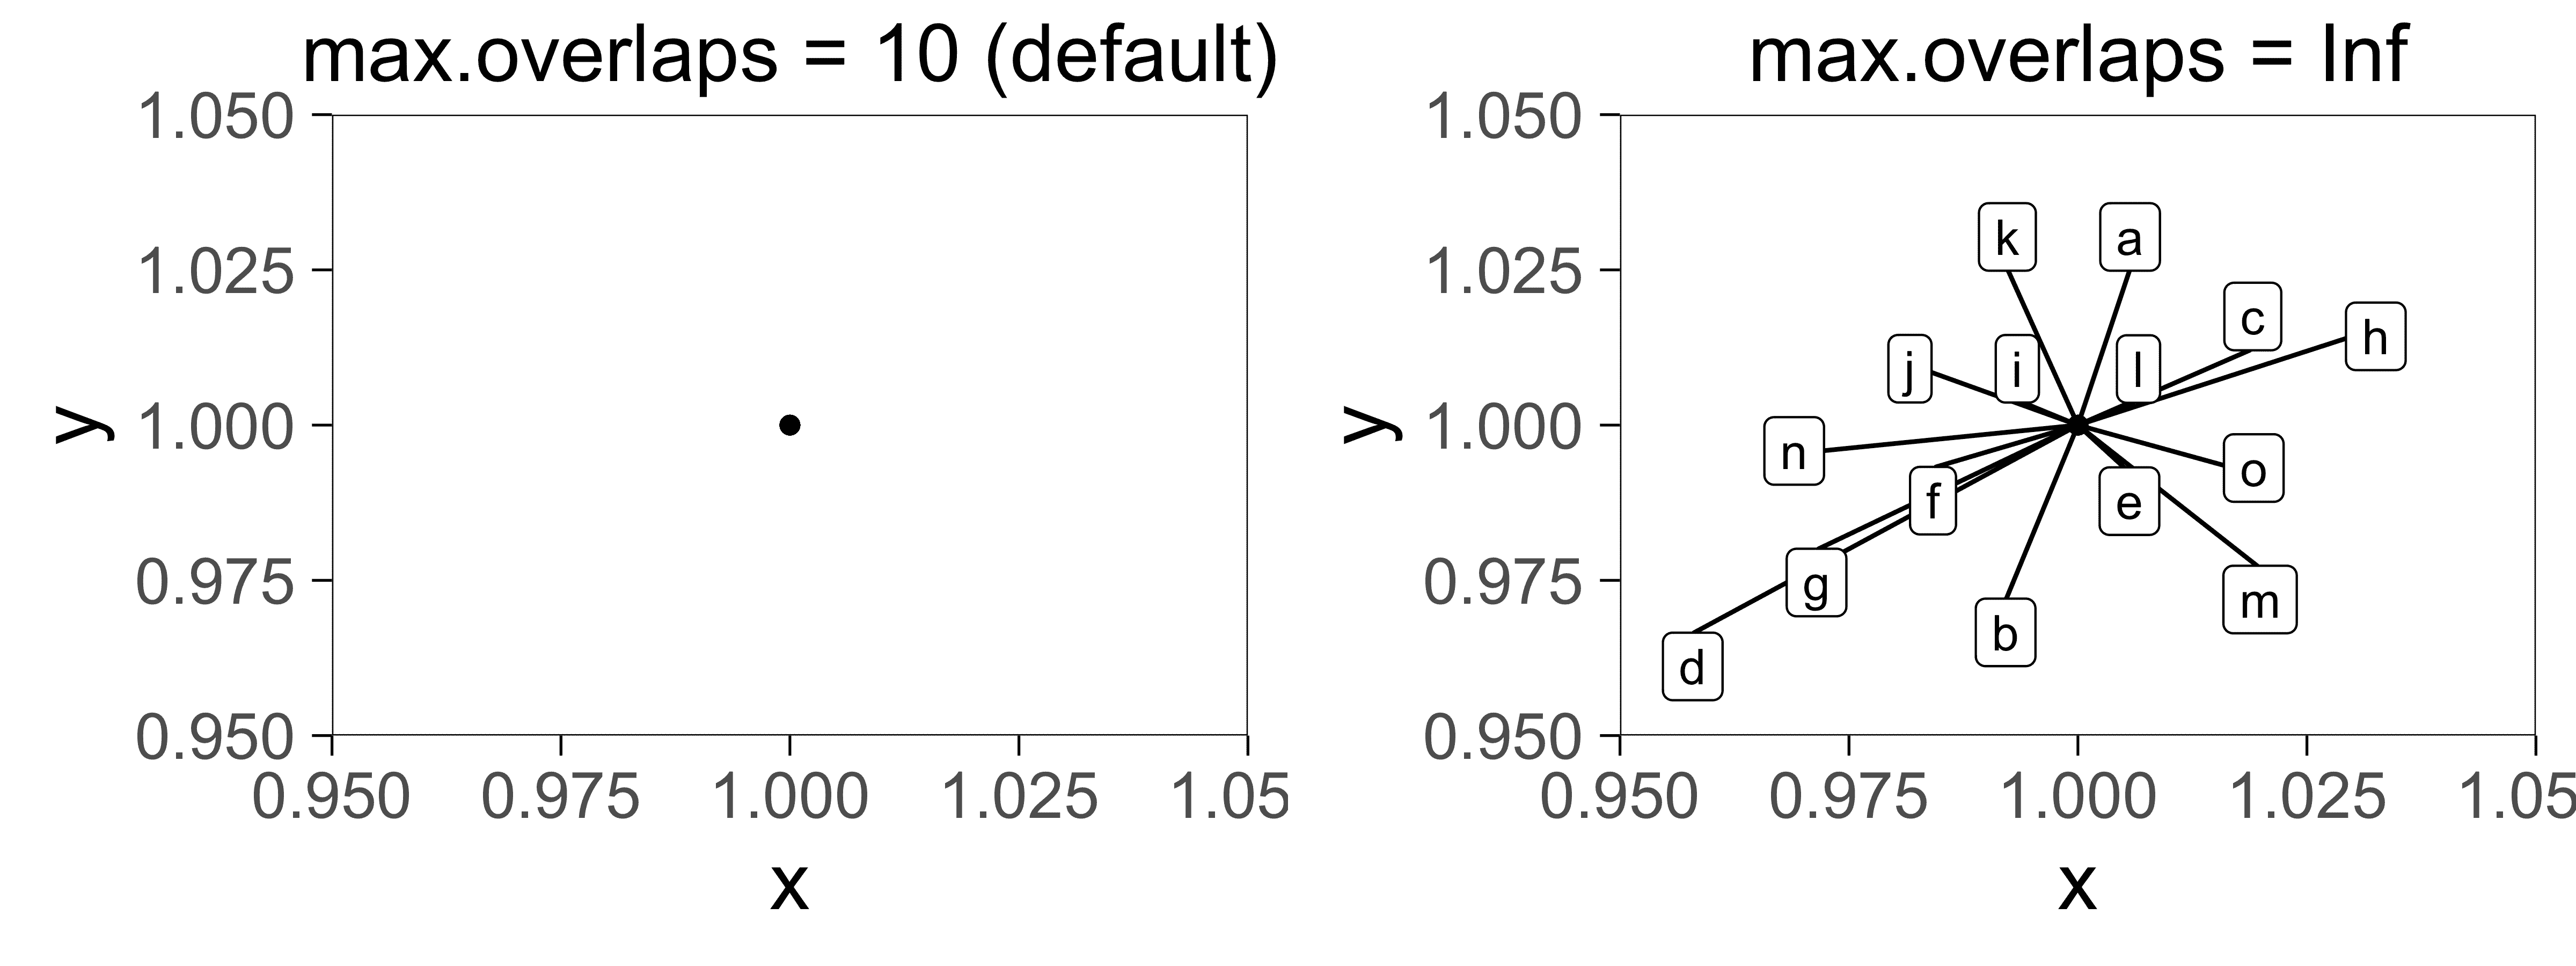 max.overlaps = 10 (default)
1.050
1.025
y 1.000
0.975
0.950
0.950 0.975 1.000 1.025 1.05
x
max.overlaps = Inf
1.050
k a
1.025
c
h
j i l
y 1.000
n
o
f e
0.975
g
m
b
d
0.950
0.950 0.975 1.000 1.025 1.05
x